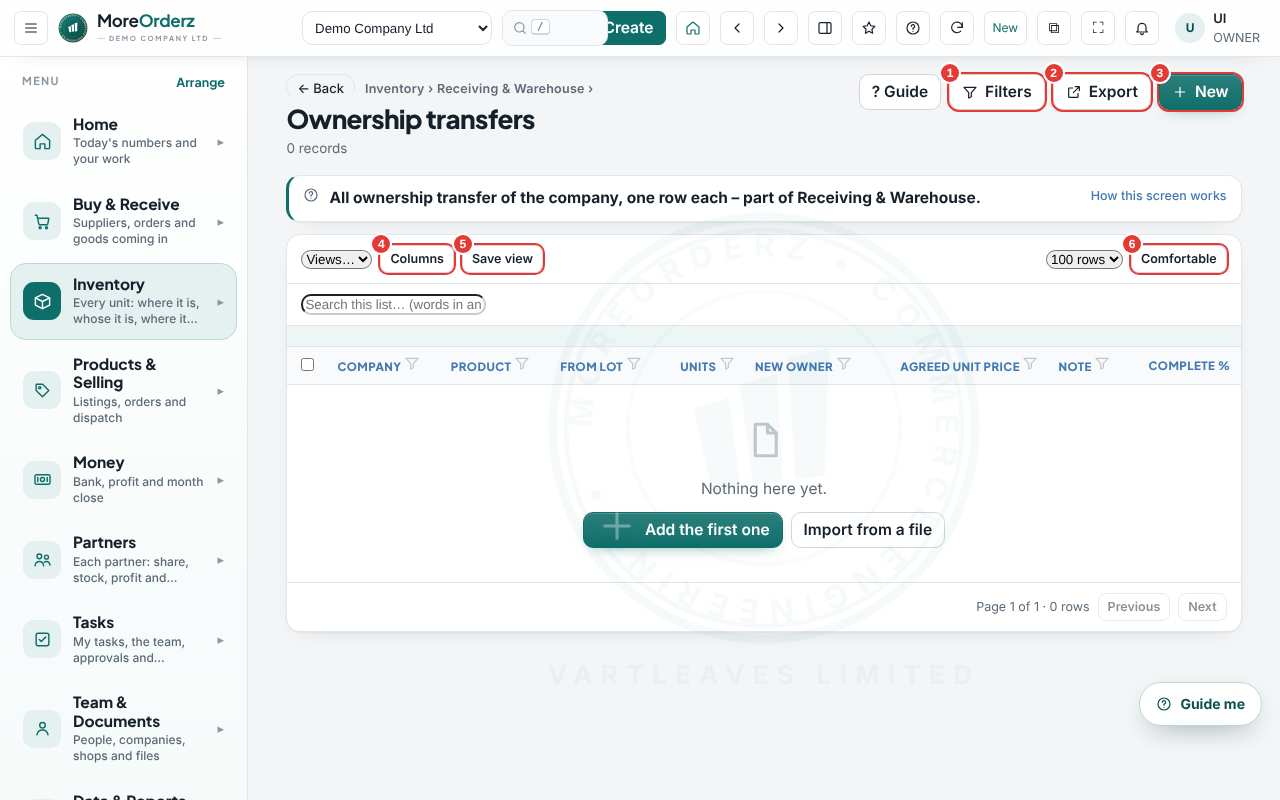 MoreOrderz
— DEMO COMPANY LTD —
Demo Company Ltd
/
Create
New
U
UI
OWNER
MENU
Arrange
Home
Today's numbers and
your work
Buy & Receive
Suppliers, orders and
goods coming in
Inventory
Every unit: where it is,
whose it is, where it...
Products &
Selling
Listings, orders and
dispatch
Money
Bank, profit and month
close
Partners
Each partner: share,
stock, profit and...
Tasks
My tasks, the team,
approvals and...
Team &
Documents
People, companies,
shops and files
Data & Reports
← Back
Inventory › Receiving & Warehouse ›
Ownership transfers
0 records
? Guide
1
Filters
2
Export
3
+ New
All ownership transfer of the company, one row each – part of Receiving & Warehouse.
How this screen works
Views...
4
Columns
5
Save view
100 rows
6
Comfortable
Search this list... (words in an
COMPANY
PRODUCT
FROM LOT
UNITS
NEW OWNER
AGREED UNIT PRICE
NOTE
COMPLETE %
Nothing here yet.
+ Add the first one
Import from a file
Page 1 of 1 · 0 rows
Previous
Next
MOREORDERZ • COMMERCE ENGINEERING •
VARTLEAVES LIMITED
Guide me